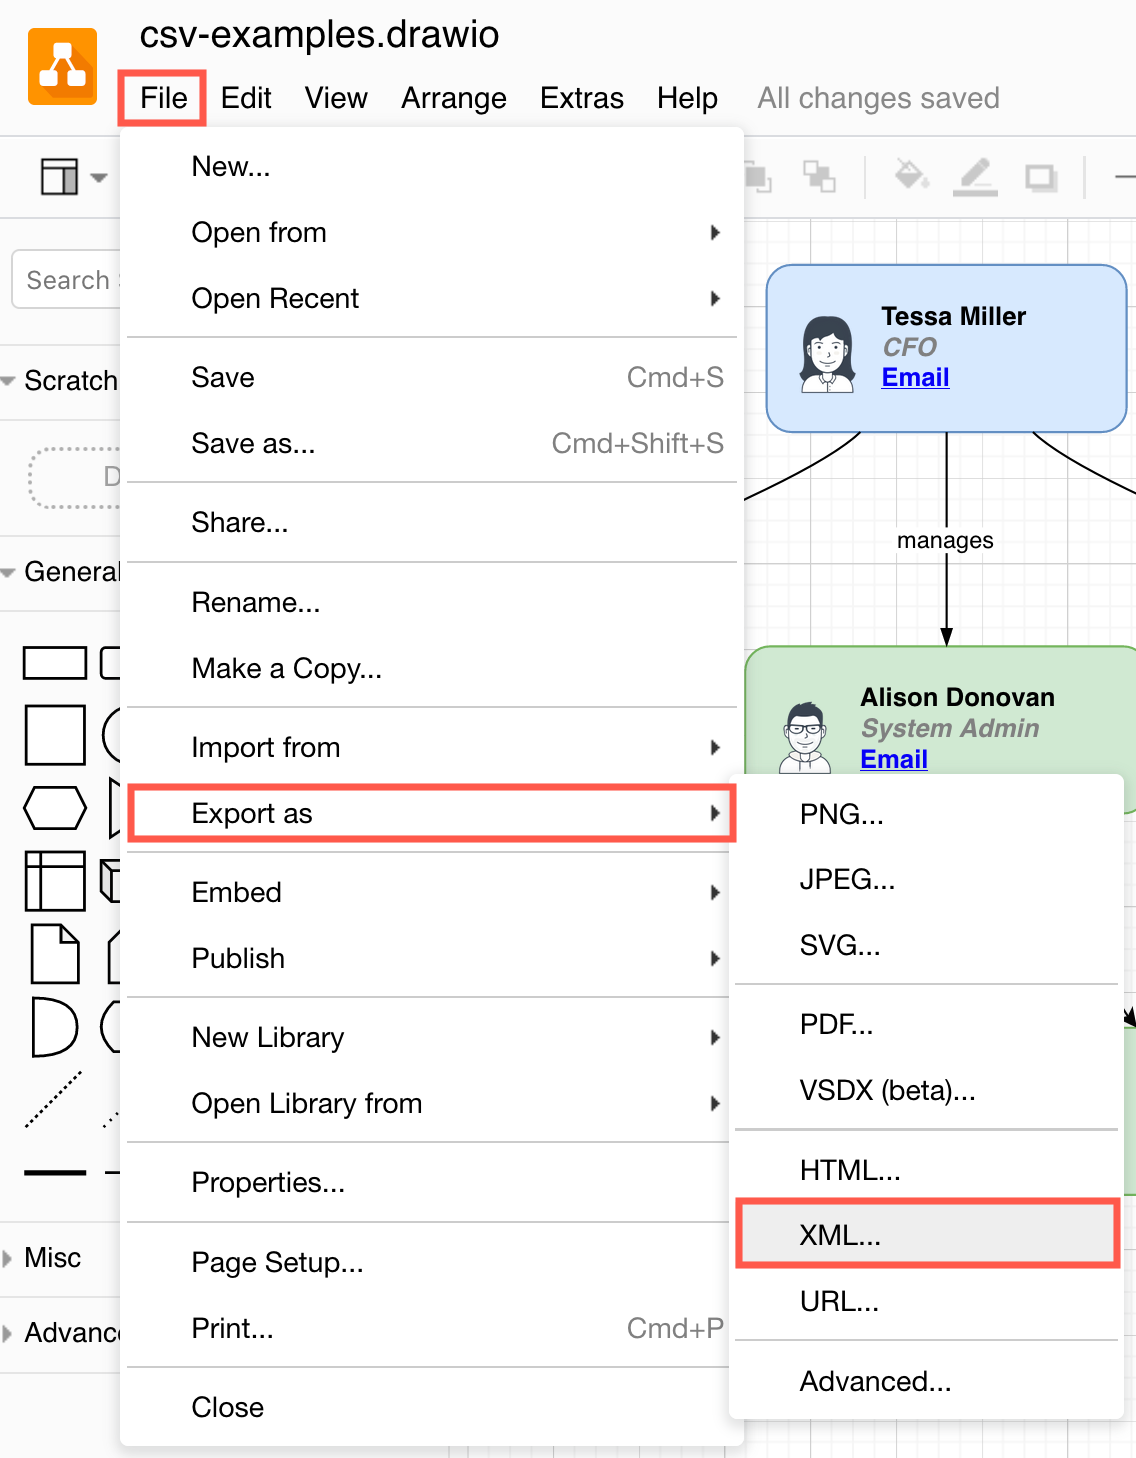 csv-examples.drawio
File Edit View Arrange Extras Help All changes saved
New...
Open from
Open Recent
Save Cmd+S
Save as... Cmd+Shift+S
Share...
Rename...
Make a Copy...
Import from
Export as
Embed
Publish
New Library
Open Library from
Properties...
Page Setup...
Print... Cmd+P
Close
PNG...
JPEG...
SVG...
PDF...
VSDX (beta)...
HTML...
XML...
URL...
Advanced...
Search
Scratch
D
General
Misc
Advanc
Tessa Miller
CFO
Email
manages
Alison Donovan
System Admin
Email